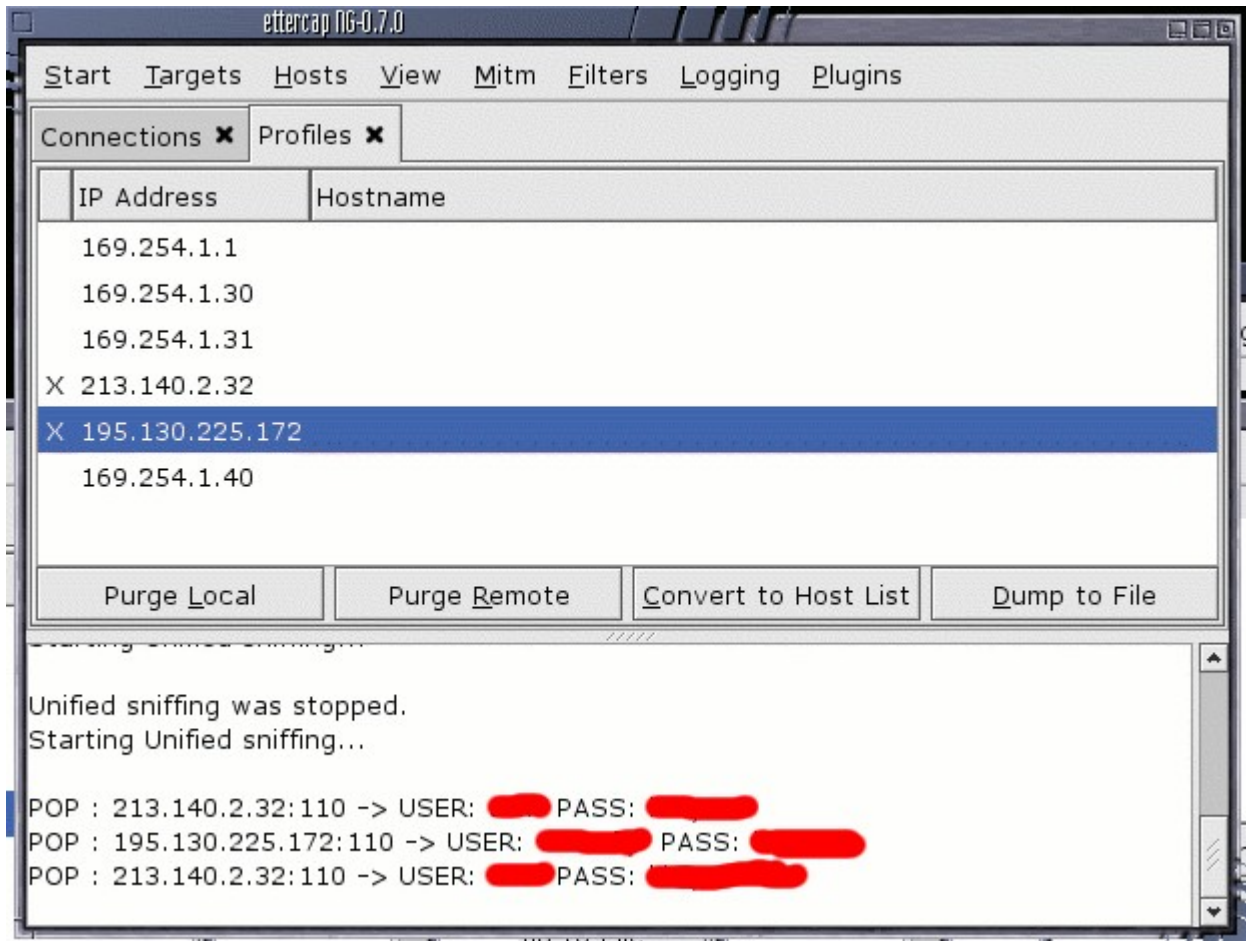 ettercap NG-0.7.0
Start Targets Hosts View Mitm Filters Logging Plugins
Connections Profiles
IP Address Hostname
169.254.1.1
169.254.1.30
169.254.1.31
X 213.140.2.32
X 195.130.225.172
169.254.1.40
Purge Local Purge Remote Convert to Host List Dump to File
Starting Unified sniffing...
Unified sniffing was stopped.
Starting Unified sniffing...
POP : 213.140.2.32:110 -> USER: PASS:
POP : 195.130.225.172:110 -> USER: PASS:
POP : 213.140.2.32:110 -> USER: PASS: